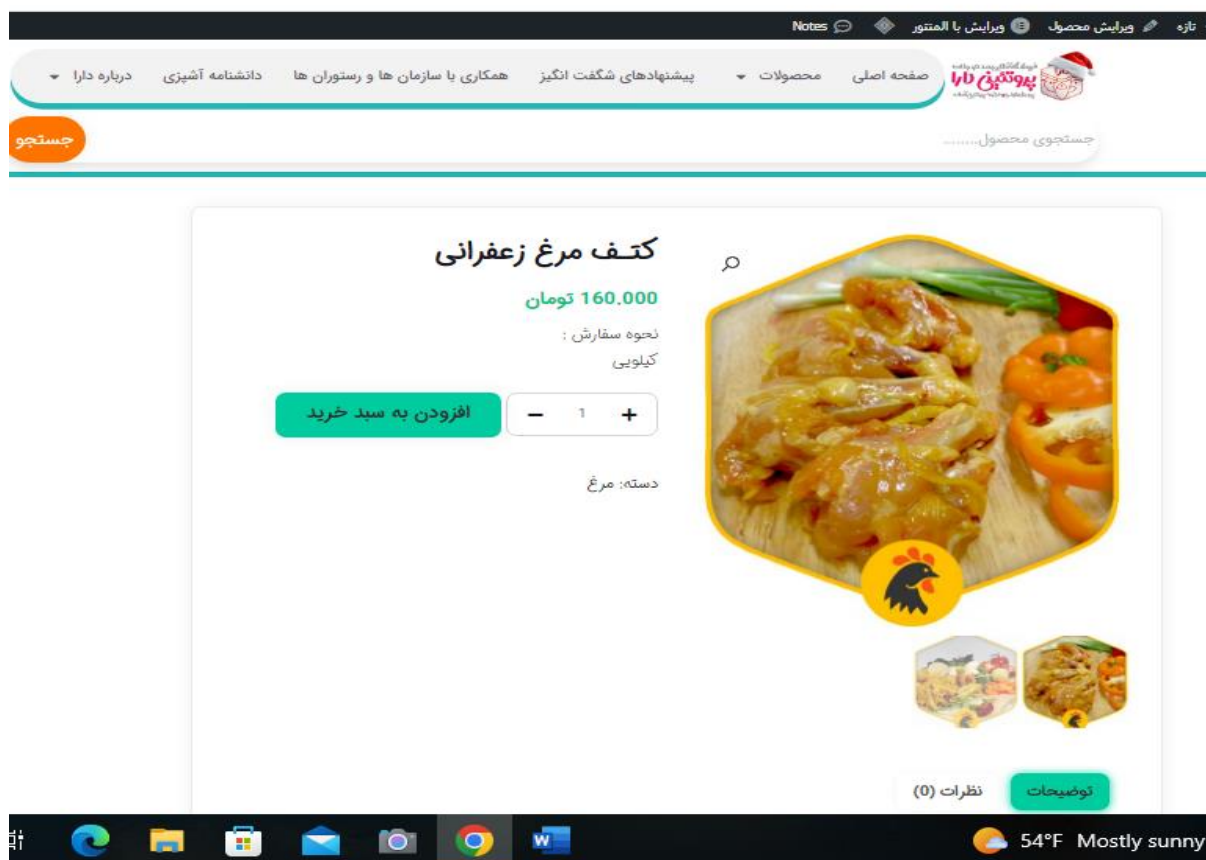 تازه ویرایش محصول ویرایش با المنتور Notes
پروتئین دارا
صفحه اصلی محصولات پیشنهادهای شگفت انگیز همکاری با سازمان ها و رستوران ها دانشنامه آشپزی درباره دارا
جستجوی محصول........ جستجو
کتـف مرغ زعفرانی
160.000 تومان
نحوه سفارش :
کیلویی
+ 1 − افزودن به سبد خرید
دسته: مرغ
توضیحات نظرات (0)
54°F Mostly sunny